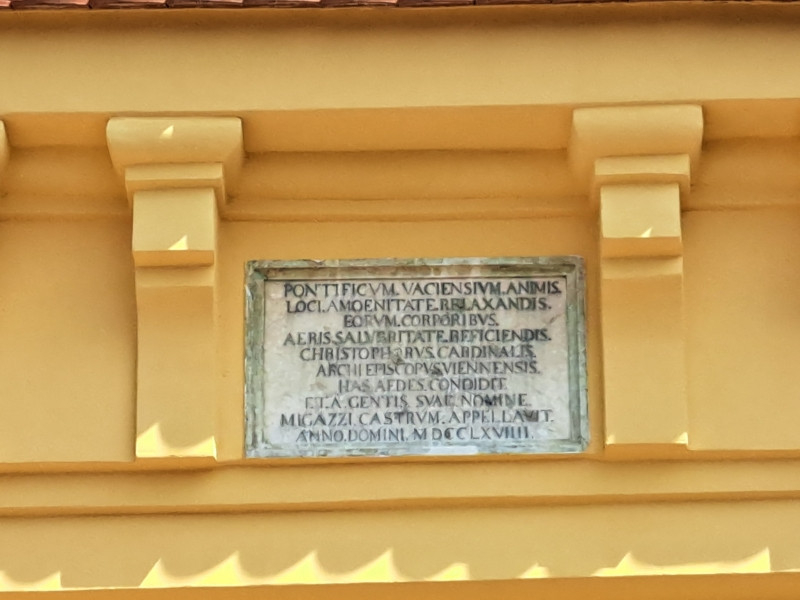 PONTIFICVM. VACIENSIVM. ANIMIS.
LOCI. AMOENITATE. RELAXANDIS.
EORVM. CORPORIBVS.
AERIS. SALVBRITATE. REFICIENDIS.
CHRISTOPHORVS. CARDINALIS.
ARCHIEPISCOPVS. VIENNENSIS.
HAS. AEDES. CONDIDIT.
ET. A. GENTIS. SVAE. NOMINE.
MIGAZZI. CASTRVM. APPELLAVIT.
ANNO. DOMINI. MDCCLXVIIII.